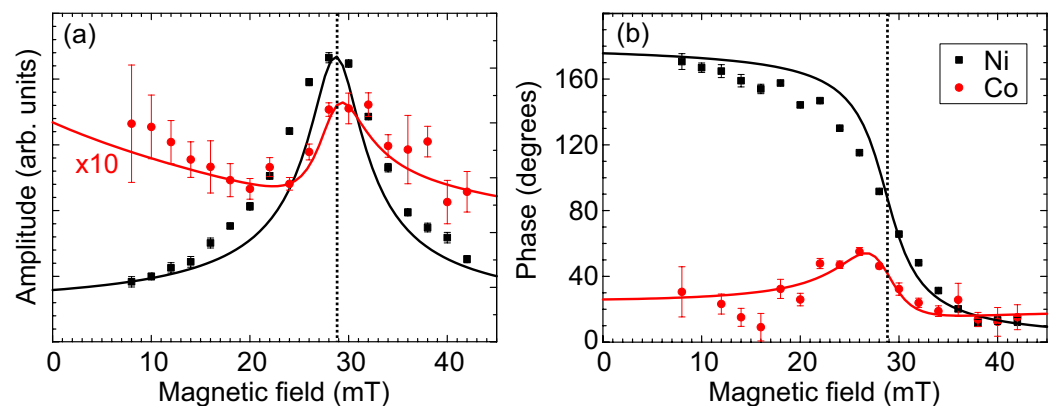 (a)
Amplitude (arb. units)
x10
0 10 20 30 40
Magnetic field (mT)
(b)
Ni
Co
Phase (degrees)
160
120
80
40
0
0 10 20 30 40
Magnetic field (mT)